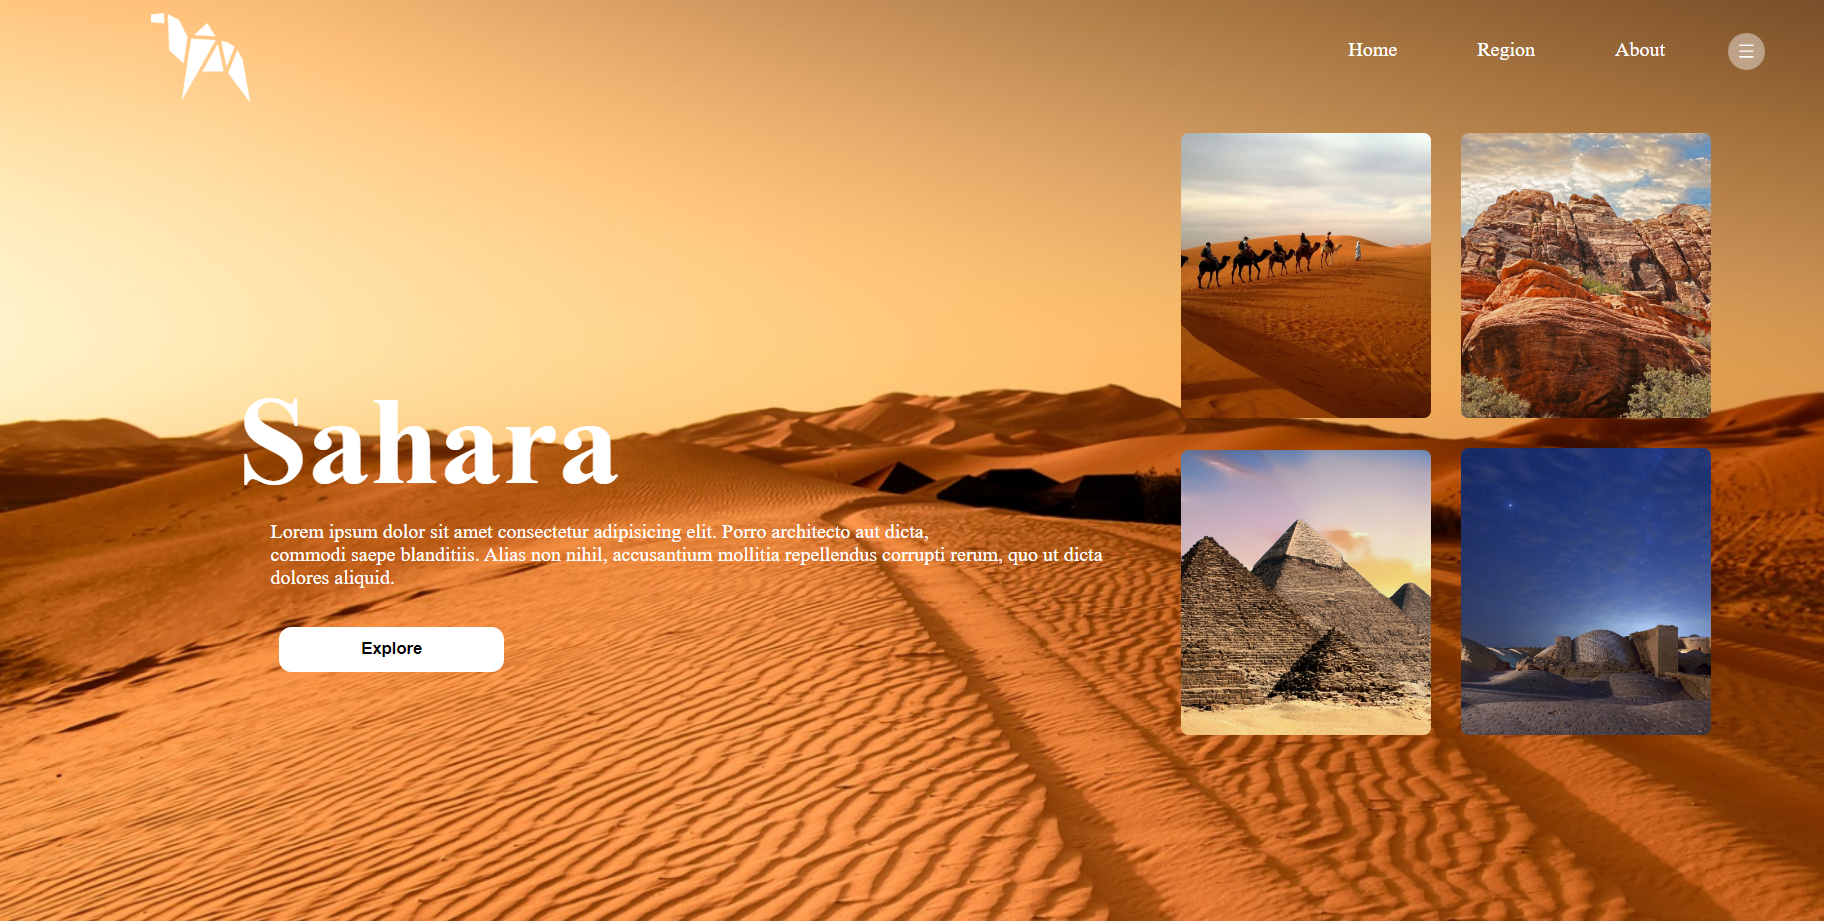 Home
Region
About
Sahara
Lorem ipsum dolor sit amet consectetur adipisicing elit. Porro architecto aut dicta,
commodi saepe blanditiis. Alias non nihil, accusantium mollitia repellendus corrupti rerum, quo ut dicta
dolores aliquid.
Explore